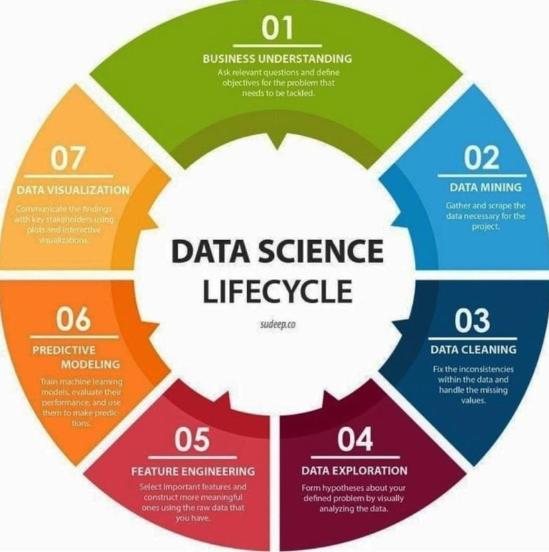 01
BUSINESS UNDERSTANDING
Ask relevant questions and define
objectives for the problem that
needs to be tackled.
02
DATA MINING
Gather and scrape the
data necessary for the
project.
03
DATA CLEANING
Fix the inconsistencies
within the data and
handle the missing
values.
04
DATA EXPLORATION
Form hypotheses about your
defined problem by visually
analyzing the data.
05
FEATURE ENGINEERING
Select important features and
construct more meaningful
ones using the raw data that
you have.
06
PREDICTIVE
MODELING
Train machine learning
models, evaluate their
performance, and use
them to make predic-
tions.
07
DATA VISUALIZATION
Communicate the findings
with key stakeholders using
plots and interactive
visualizations.
DATA SCIENCE
LIFECYCLE
sudeep.co